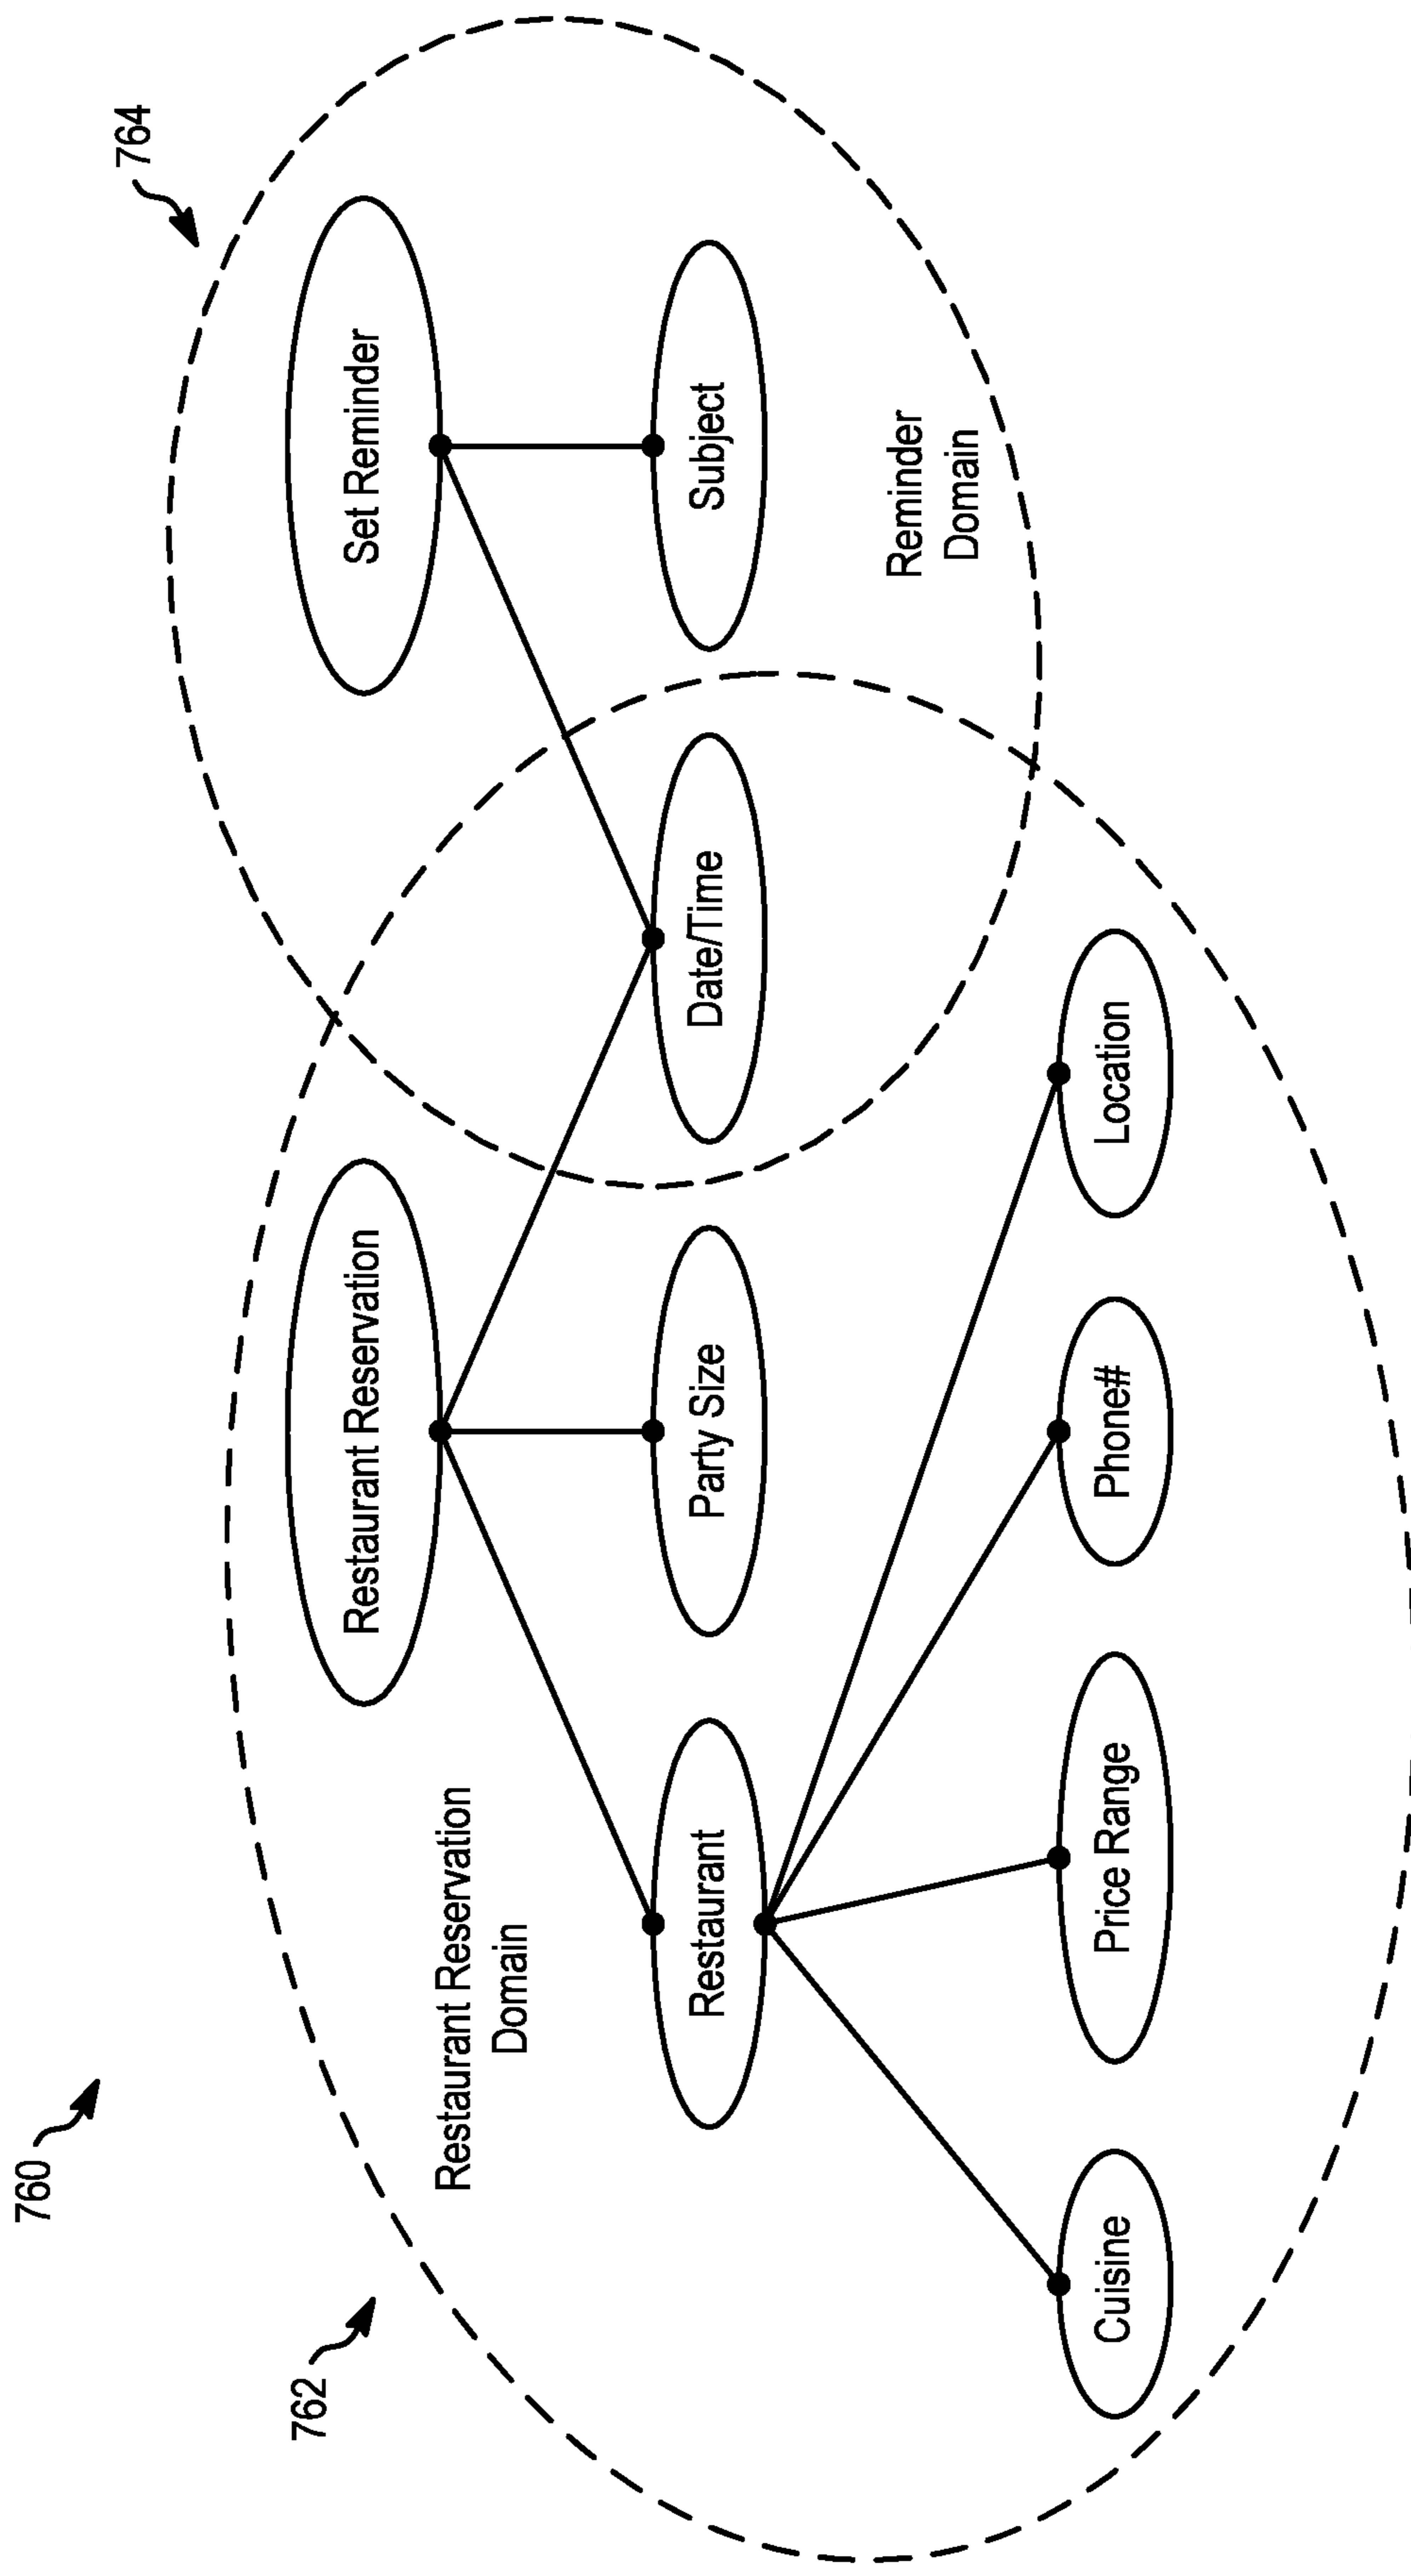 760
762
764
Restaurant Reservation
Set Reminder
Restaurant Reservation
Domain
Restaurant
Party Size
Date/Time
Subject
Reminder
Domain
Cuisine
Price Range
Phone#
Location